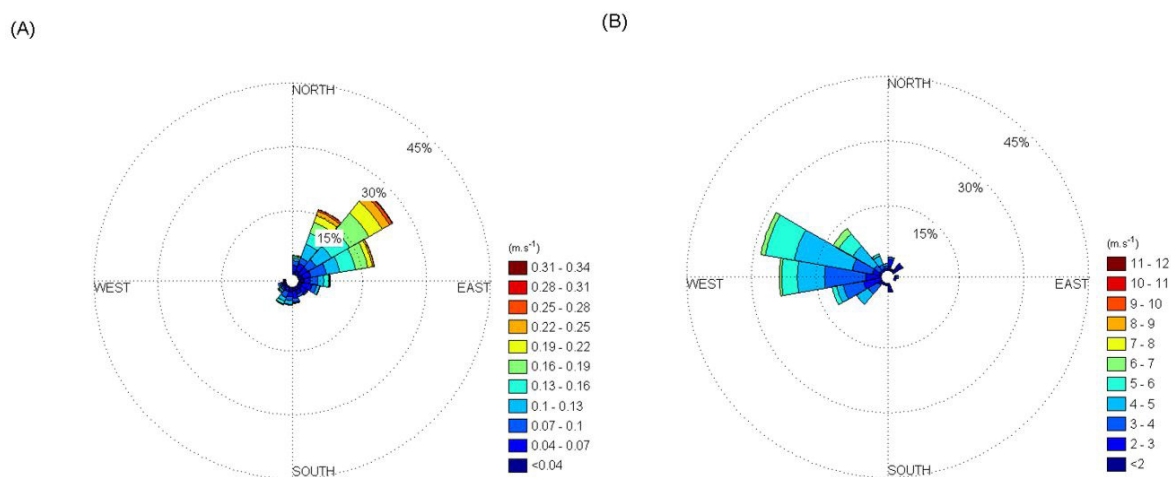 (A)
NORTH
45%
30%
15%
WEST
EAST
SOUTH
(m.s⁻¹)
0.31 - 0.34
0.28 - 0.31
0.25 - 0.28
0.22 - 0.25
0.19 - 0.22
0.16 - 0.19
0.13 - 0.16
0.1 - 0.13
0.07 - 0.1
0.04 - 0.07
<0.04
(B)
NORTH
45%
30%
15%
WEST
EAST
SOUTH
(m.s⁻¹)
11 - 12
10 - 11
9 - 10
8 - 9
7 - 8
6 - 7
5 - 6
4 - 5
3 - 4
2 - 3
<2